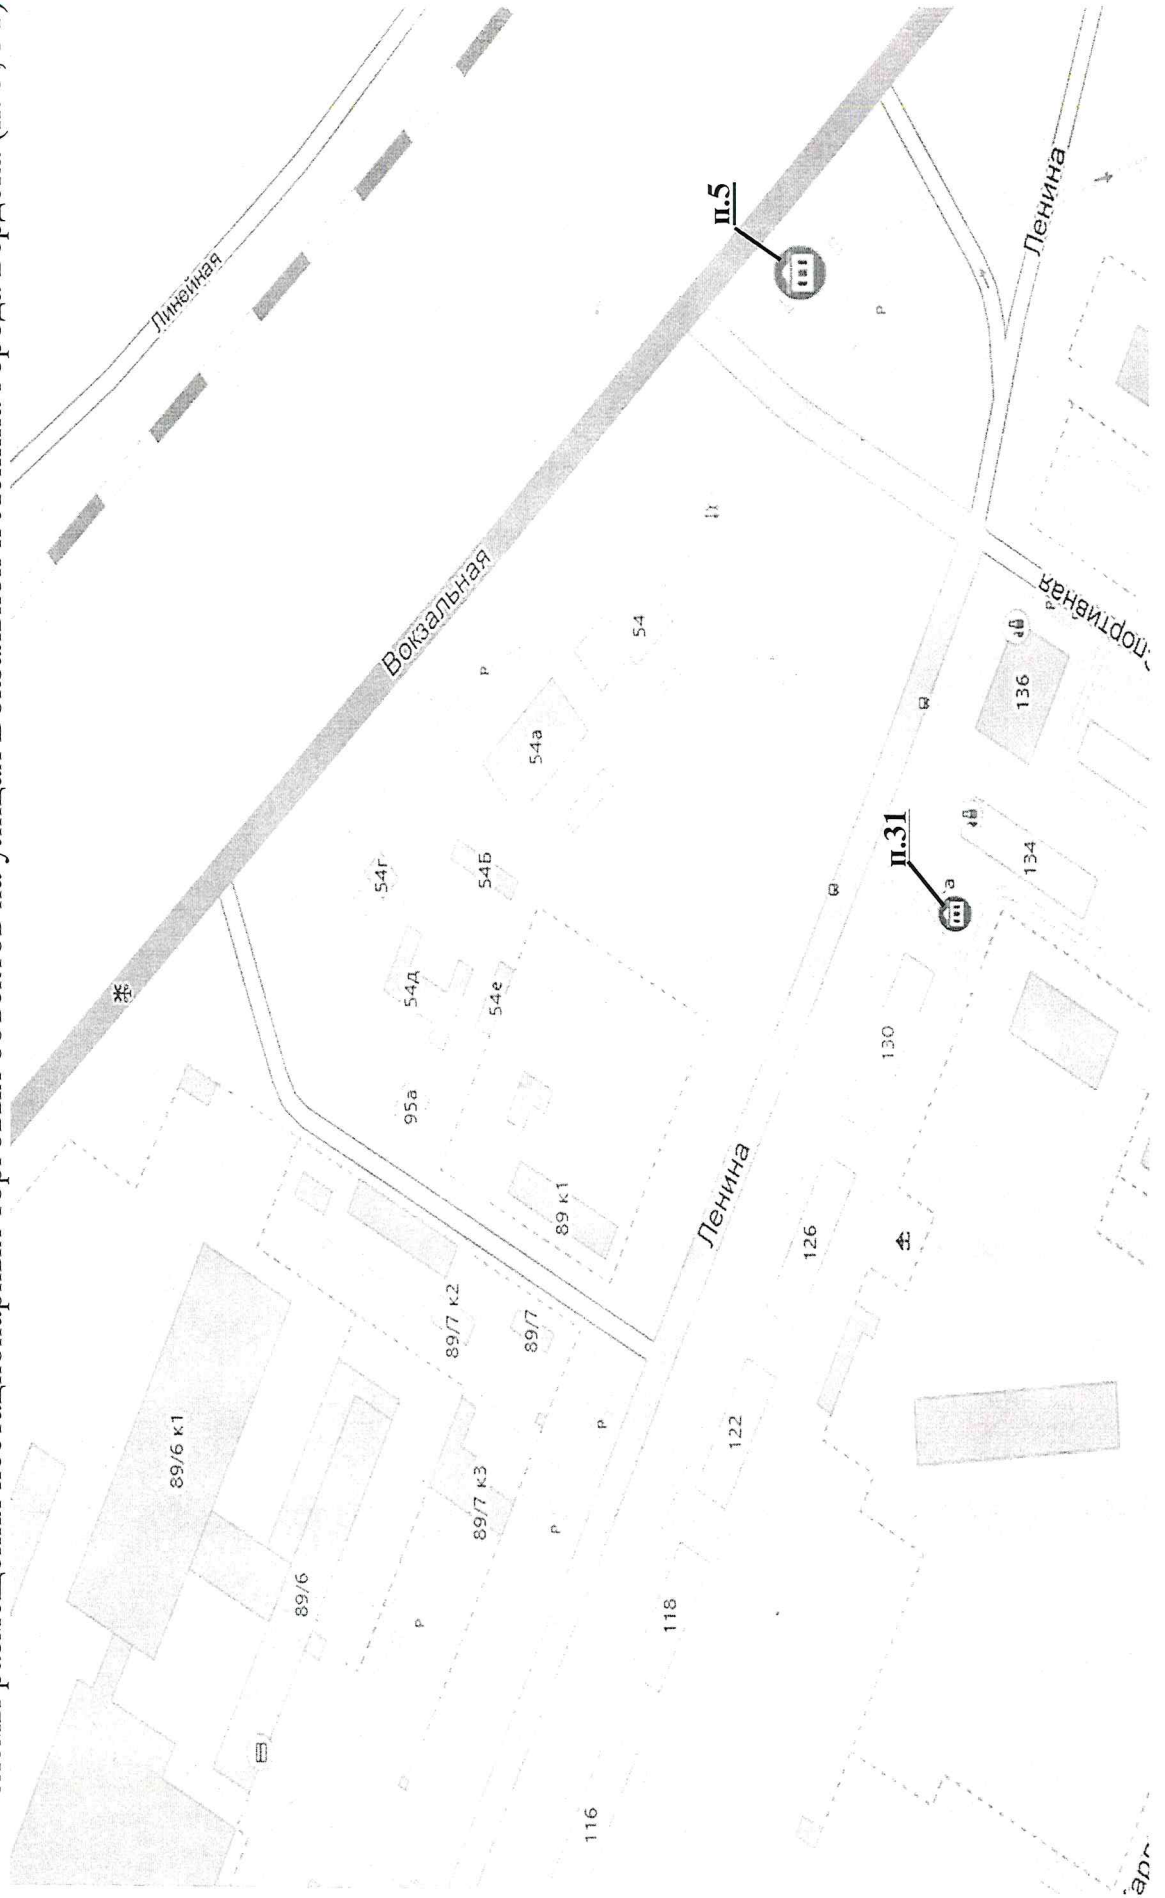 Линейная
п.5
Вокзальная
Ленина
54
54а
54г
54Б
54д
54е
95а
Р
136
134
п.31
а
130
Ленина
89 к1
126
89/7 к2
89/7
122
89/6 к1
89/7 к3
Р
Р
89/6
Р
118
116
Р
Р